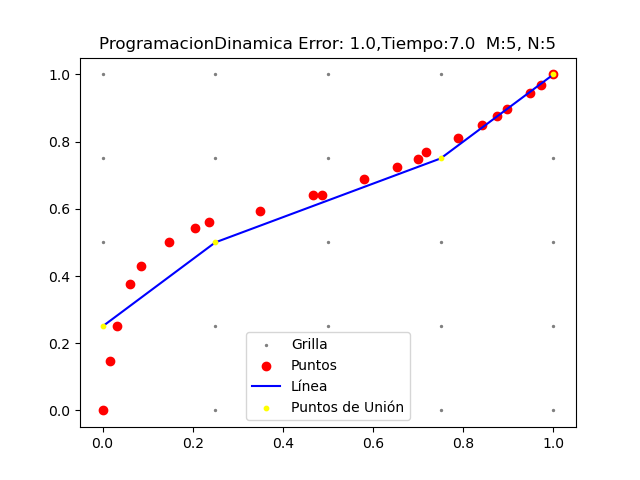 ProgramacionDinamica Error: 1.0,Tiempo:7.0  M:5, N:5
1.0
0.8
0.6
0.4
0.2
0.0
Grilla
Puntos
Línea
Puntos de Unión
0.0 0.2 0.4 0.6 0.8 1.0